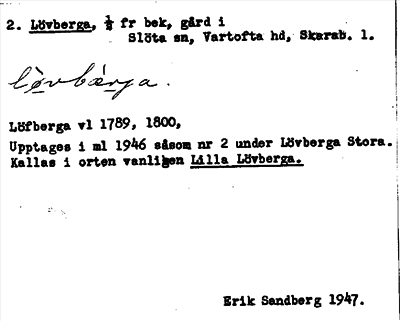 2. Lövberga, ½ fr bek, gård i
Slöta sn, Vartofta hd, Skarab. l.
lövbärga.
Löfberga vl 1789, 1800,
Upptages i ml 1946 såsom nr 2 under Lövberga Stora.
Kallas i orten vanligen Lilla Lövberga.
Erik Sandberg 1947.